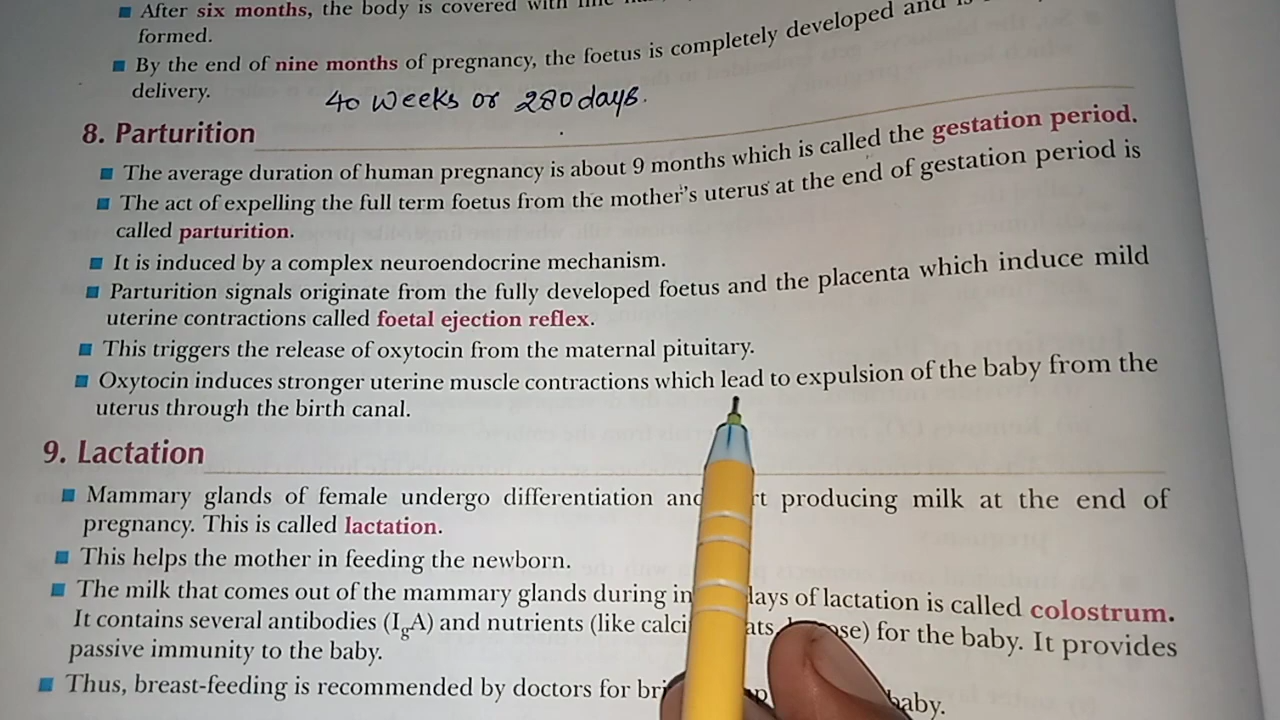 ■ After six months, the body is covered with
formed.
■ By the end of nine months of pregnancy, the foetus is completely developed and is
delivery.
40 weeks or 280 days.
8. Parturition
■ The average duration of human pregnancy is about 9 months which is called the gestation period.
■ The act of expelling the full term foetus from the mother's uterus at the end of gestation period is
called parturition.
■ It is induced by a complex neuroendocrine mechanism.
■ Parturition signals originate from the fully developed foetus and the placenta which induce mild
uterine contractions called foetal ejection reflex.
■ This triggers the release of oxytocin from the maternal pituitary.
■ Oxytocin induces stronger uterine muscle contractions which lead to expulsion of the baby from the
uterus through the birth canal.
9. Lactation
■ Mammary glands of female undergo differentiation and producing milk at the end of
pregnancy. This is called lactation.
■ This helps the mother in feeding the newborn.
■ The milk that comes out of the mammary glands during days of lactation is called colostrum.
It contains several antibodies (IgA) and nutrients (like for the baby. It provides
passive immunity to the baby.
■ Thus, breast-feeding is recommended by doctors for baby.